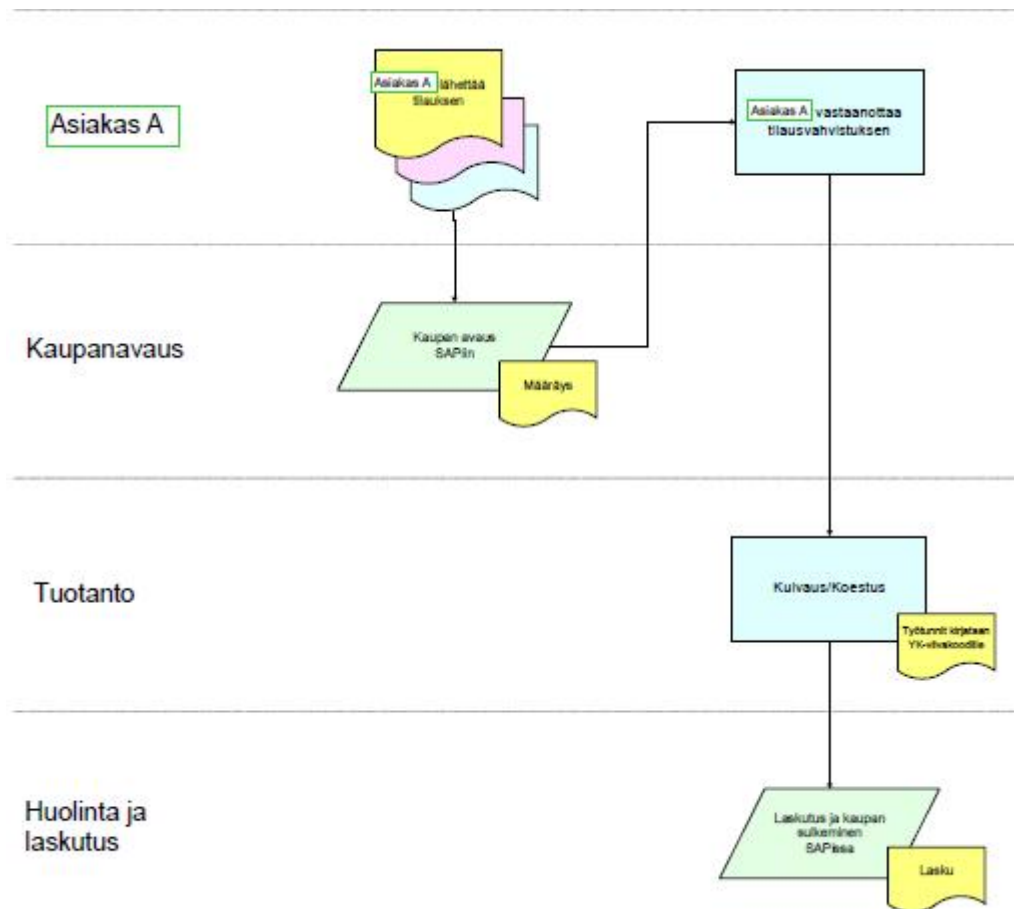 Asiakas A lähettää
tilauksen
Asiakas A
Asiakas A vastaanottaa
tilausvahvistuksen
Kaupanavaus
Kaupan avaus
SAPiin
Määräys
Tuotanto
Kuivaus/Koestus
Työtunnit kirjataan
YK-viivakoodilla
Huolinta ja
laskutus
Laskutus ja kaupan
sulkeminen
SAPissa
Lasku